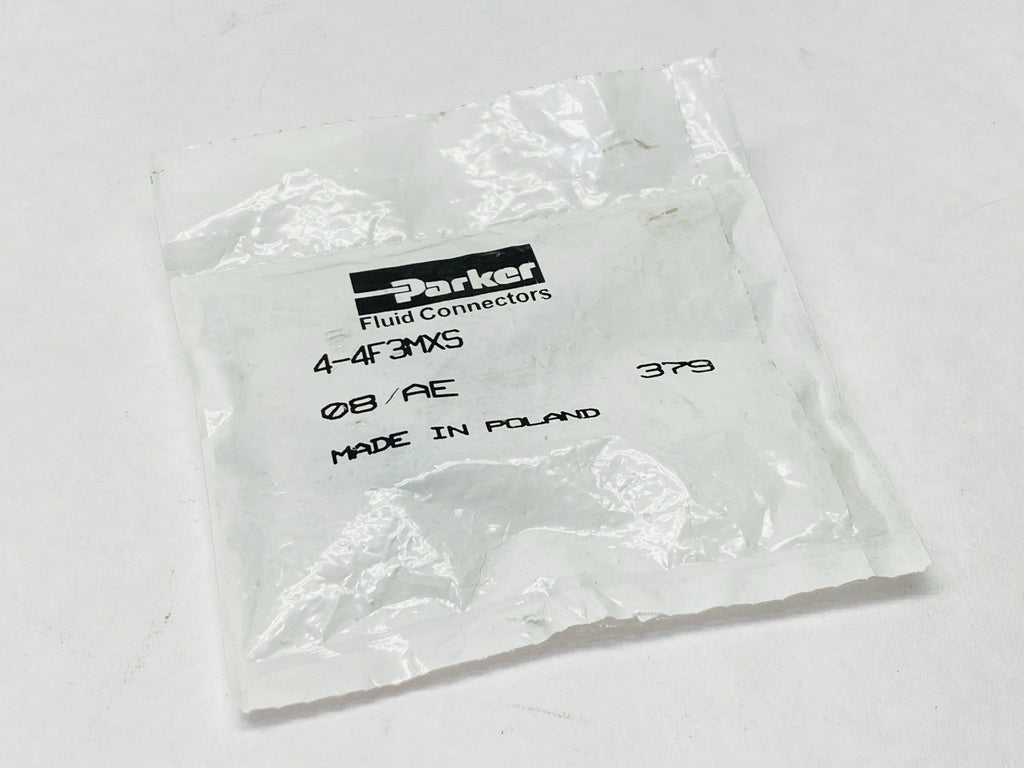 Parker
Fluid Connectors
4-4F3MXS
08/AE 379
MADE IN POLAND